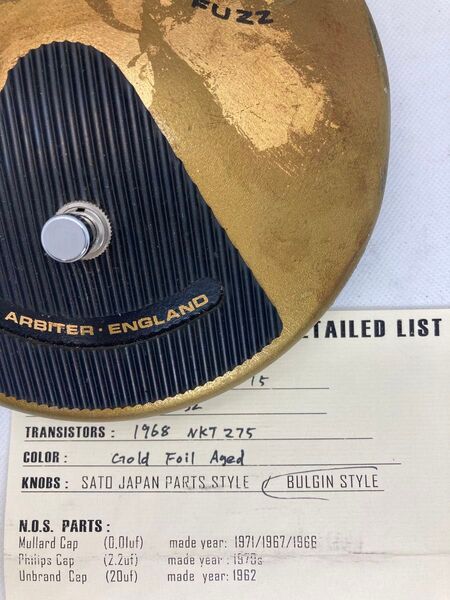 FUZZ
ARBITER · ENGLAND
ETAILED LIST
15
32
TRANSISTORS : 1968 NKT 275
COLOR : Gold Foil Aged
KNOBS : SATO JAPAN PARTS STYLE BULGIN STYLE
N.O.S. PARTS :
Mullard Cap (0.01uf) made year: 1971/1967/1966
Philips Cap (2.2uf) made year: 1970s
Unbrand Cap (20uf) made year: 1962